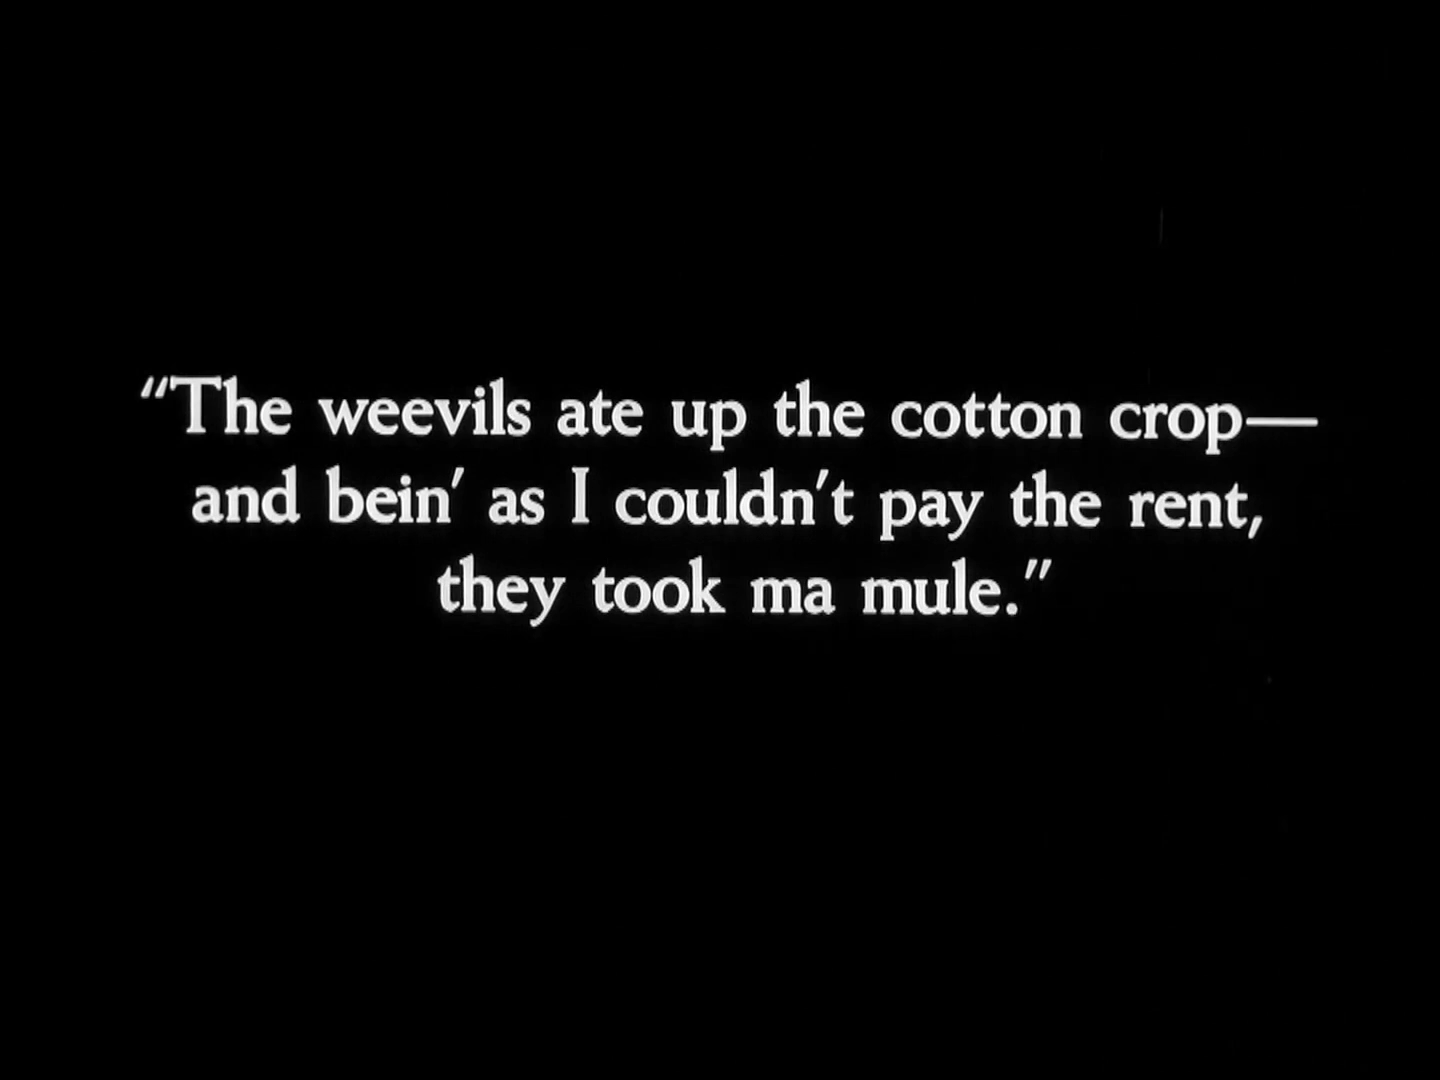 “The weevils ate up the cotton crop—
and bein’ as I couldn’t pay the rent,
they took ma mule.”